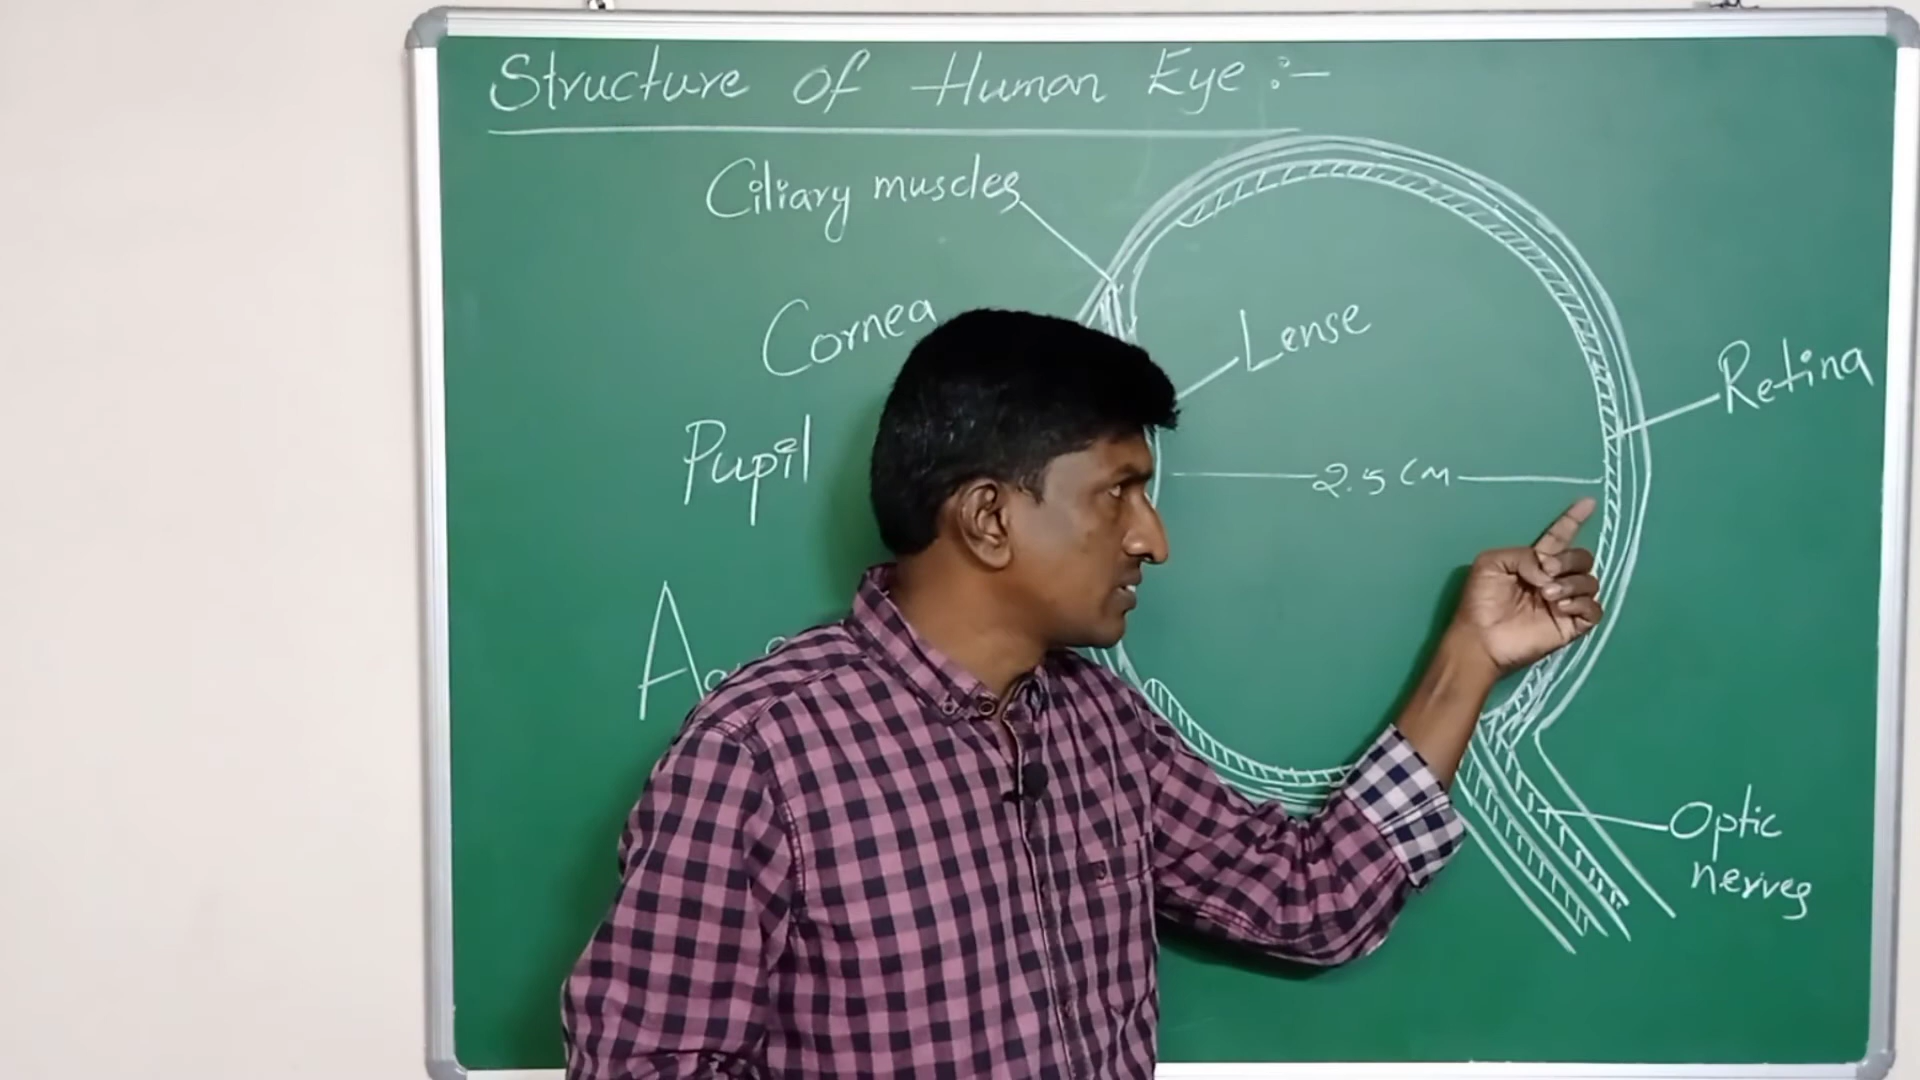 Structure of Human Eye :-
Ciliary muscles
Cornea
Lense
Retina
Pupil
2.5 cm
Optic
nerves